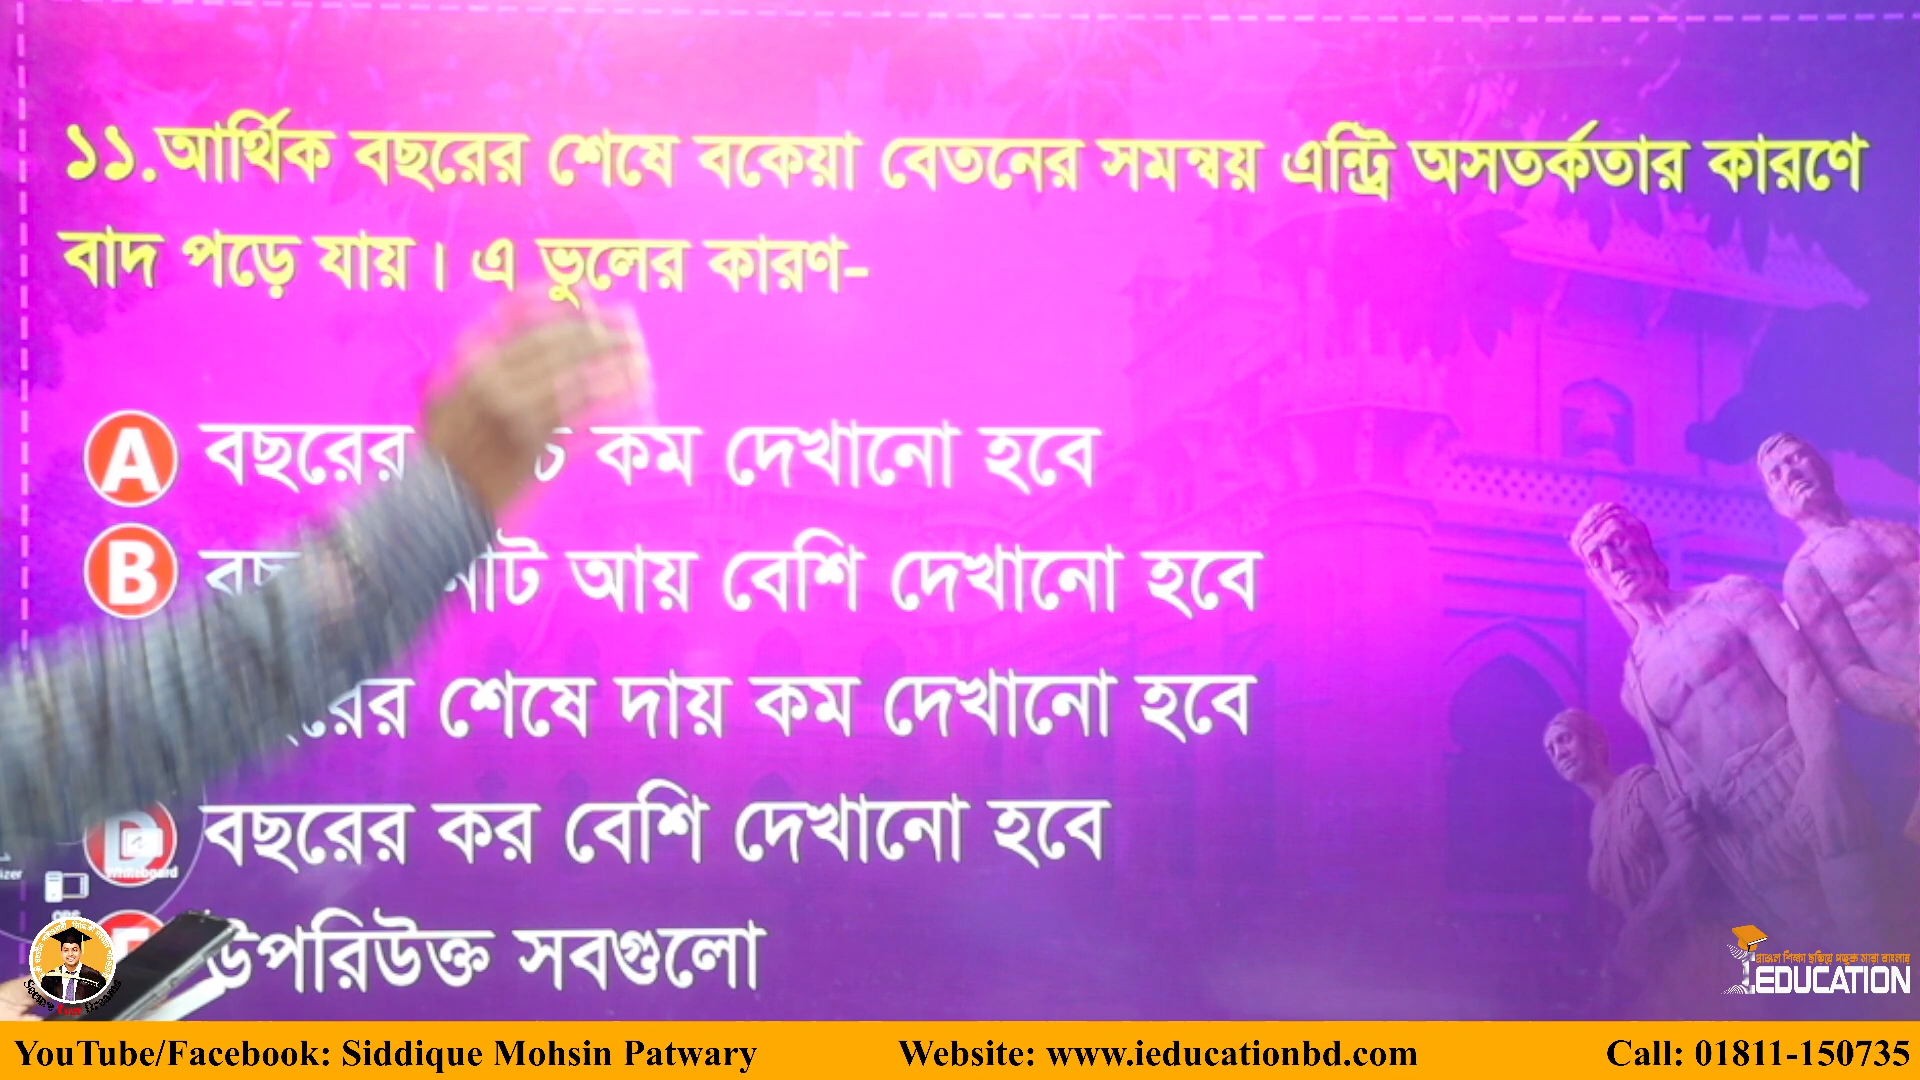 ১১.আর্থিক বছরের শেষে বকেয়া বেতনের সমন্বয় এন্ট্রি অসতর্কতার কারণে
বাদ পড়ে যায়। এ ভুলের কারণ-
A বছরের কম দেখানো হবে
B আয় বেশি দেখানো হবে
শেষে দায় কম দেখানো হবে
D বছরের কর বেশি দেখানো হবে
উপরিউক্ত সবগুলো
EDUCATION
YouTube/Facebook: Siddique Mohsin Patwary Website: www.ieducationbd.com Call: 01811-150735